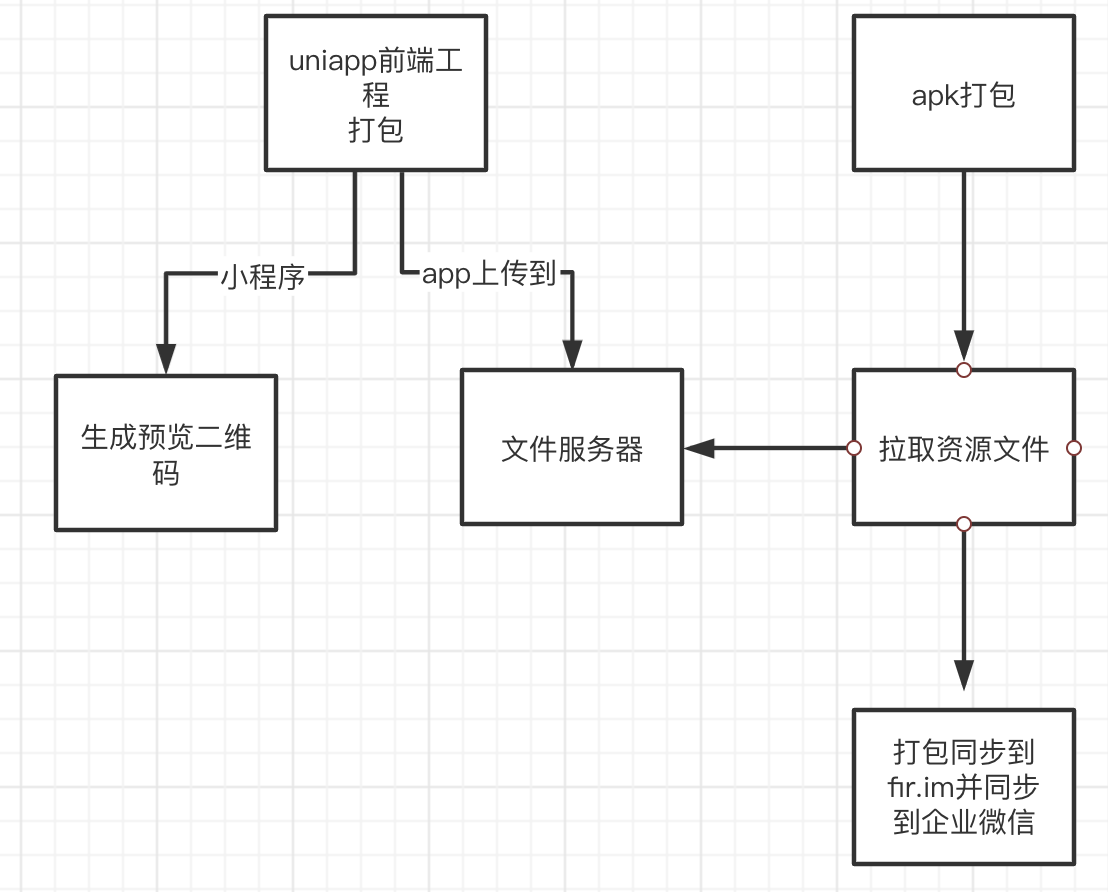 uniapp前端工
程
打包
apk打包
小程序
app上传到
生成预览二维
码
文件服务器
拉取资源文件
打包同步到
fir.im并同步
到企业微信